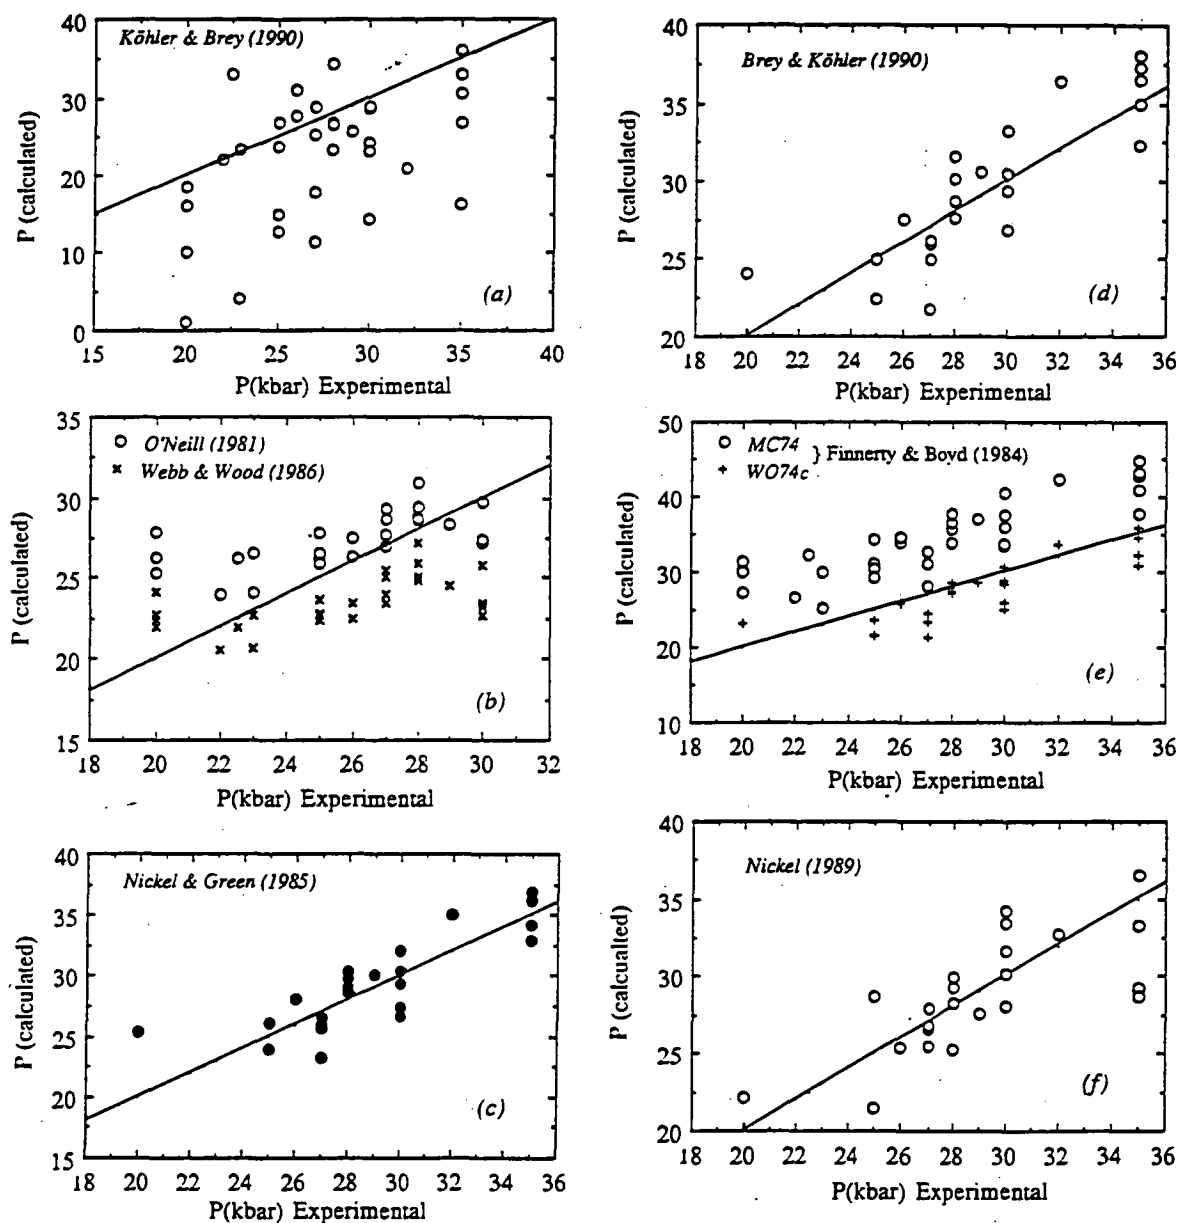 Köhler & Brey (1990)
P (calculated)
40
30
20
10
0
(a)
15 20 25 30 35 40
P(kbar) Experimental
O'Neill (1981)
Webb & Wood (1986)
P (calculated)
35
30
25
20
15
(b)
18 20 22 24 26 28 30 32
P(kbar) Experimental
Nickel & Green (1985)
P (calculated)
40
35
30
25
20
15
(c)
18 20 22 24 26 28 30 32 34 36
P(kbar) Experimental
Brey & Köhler (1990)
P (calculated)
40
35
30
25
20
(d)
18 20 22 24 26 28 30 32 34 36
P(kbar) Experimental
MC74
WO74c
} Finnerty & Boyd (1984)
P (calculated)
50
40
30
20
10
(e)
18 20 22 24 26 28 30 32 34 36
P(kbar) Experimental
Nickel (1989)
P (calcualted)
40
35
30
25
20
(f)
18 20 22 24 26 28 30 32 34 36
P(kbar) Experimental